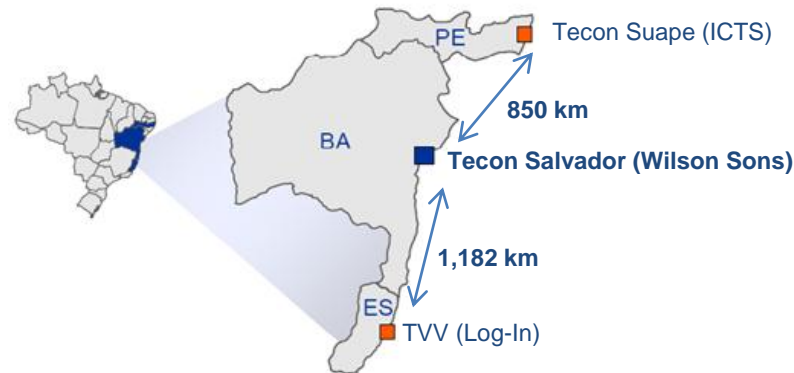 PE
Tecon Suape (ICTS)
850 km
BA
Tecon Salvador (Wilson Sons)
1,182 km
ES
TVV (Log-In)